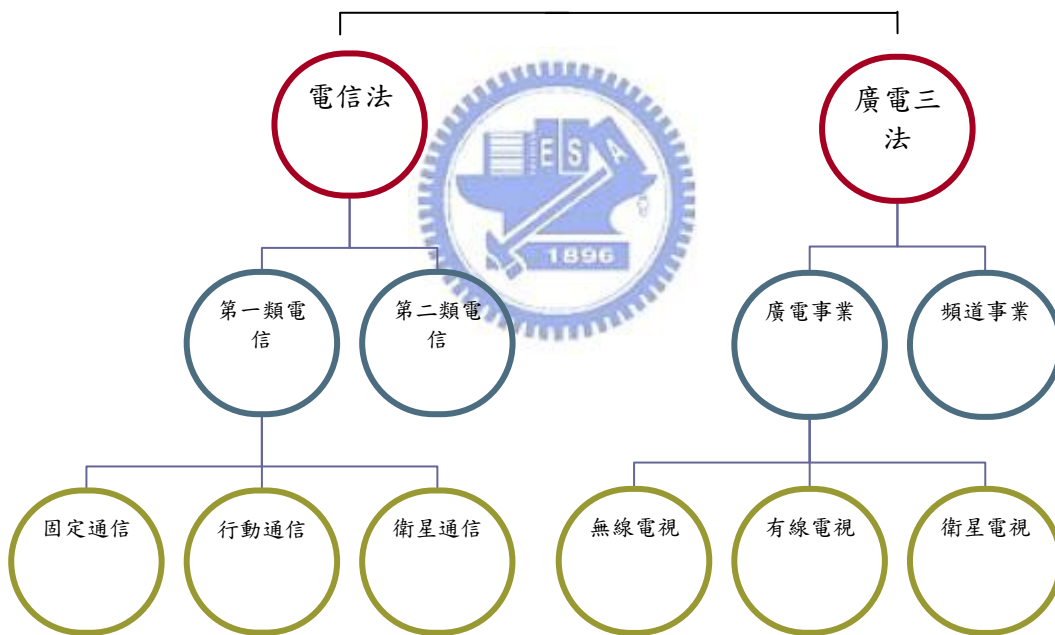 電信法
廣電三
法
E S A
1896
第一類電
信
第二類電
信
廣電事業
頻道事業
固定通信
行動通信
衛星通信
無線電視
有線電視
衛星電視